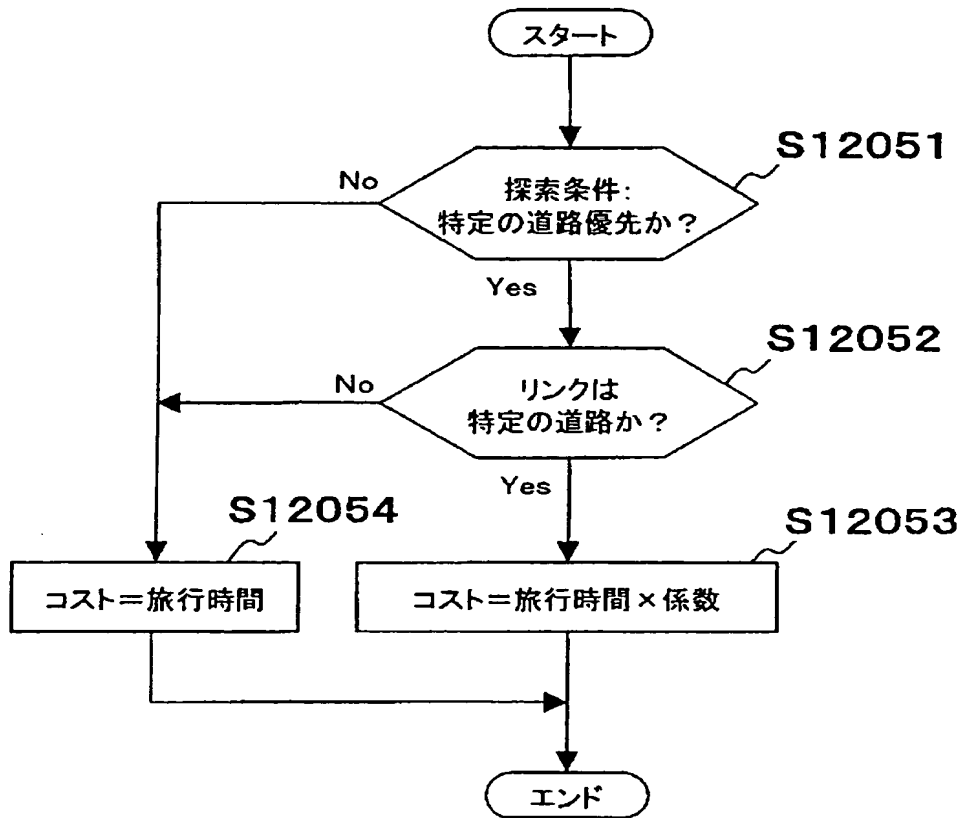 スタート
S12051
探索条件:
特定の道路優先か?
No
Yes
S12052
リンクは
特定の道路か?
No
Yes
S12054
S12053
コスト=旅行時間
コスト=旅行時間×係数
エンド